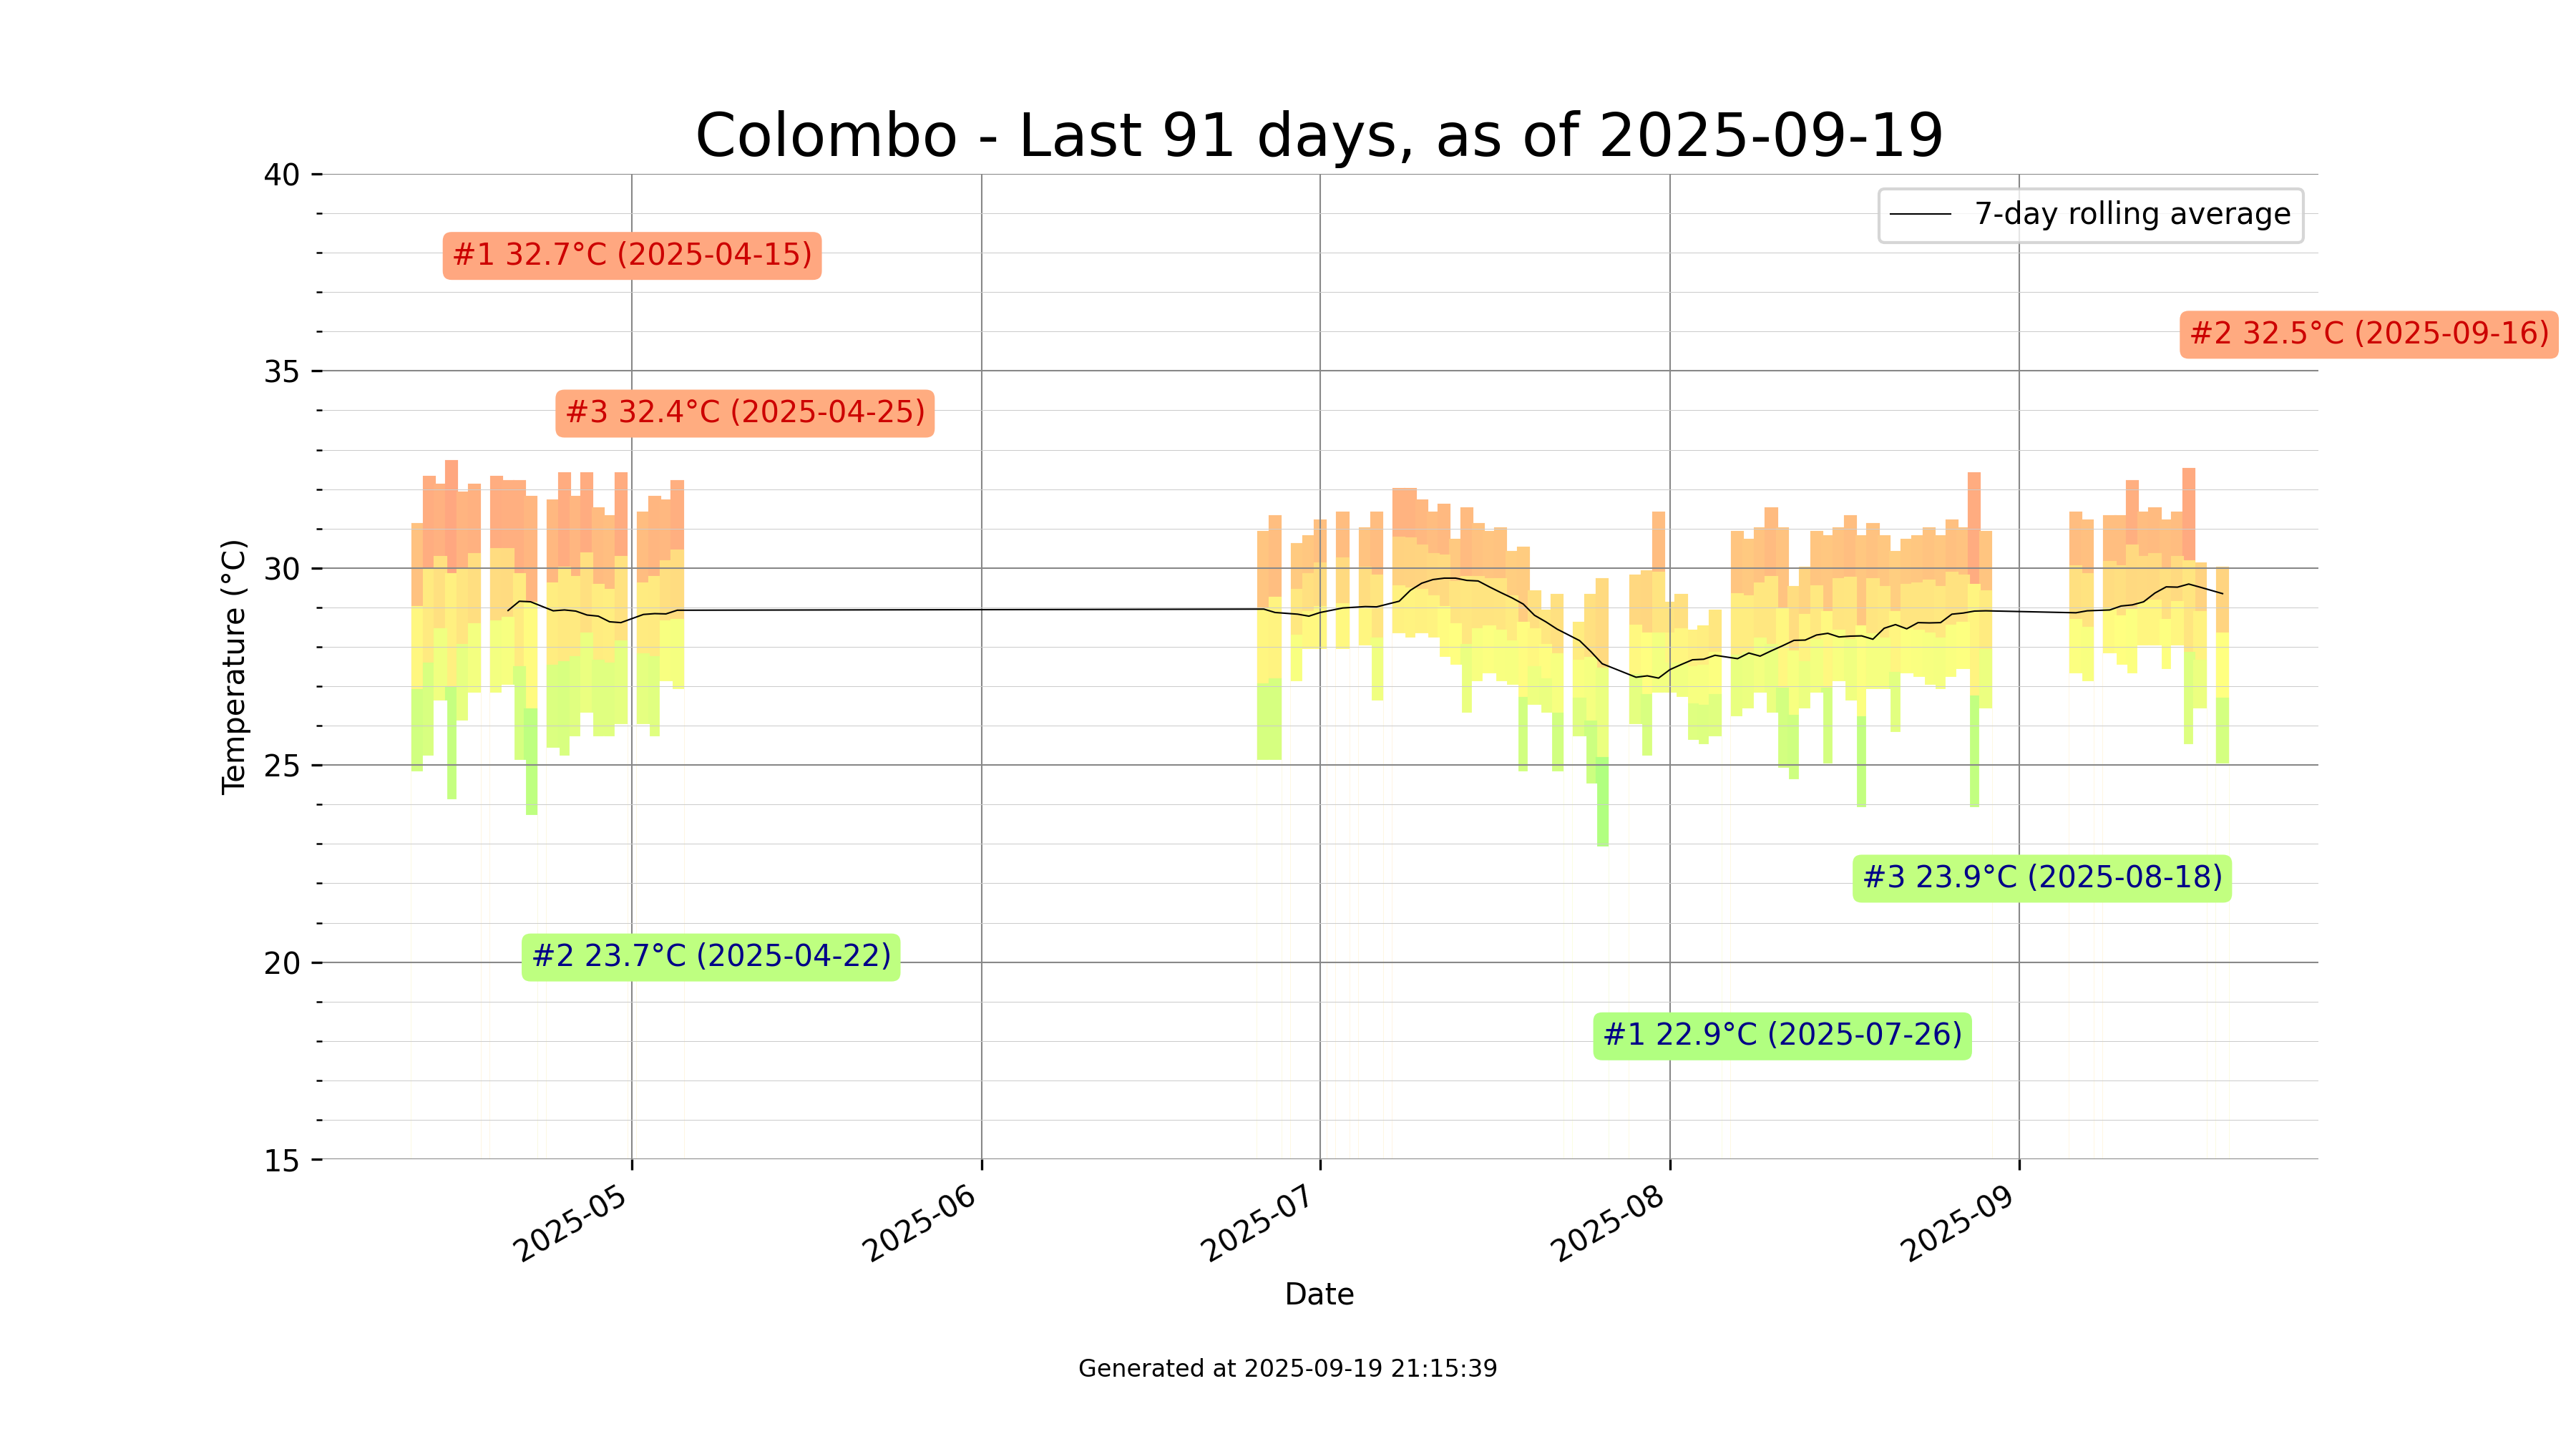 Colombo - Last 91 days, as of 2025-09-19
7-day rolling average
#1 32.7°C (2025-04-15)
#2 32.5°C (2025-09-16)
#3 32.4°C (2025-04-25)
#3 23.9°C (2025-08-18)
#2 23.7°C (2025-04-22)
#1 22.9°C (2025-07-26)
Temperature (°C)
40
35
30
25
20
15
2025-05
2025-06
2025-07
2025-08
2025-09
Date
Generated at 2025-09-19 21:15:39